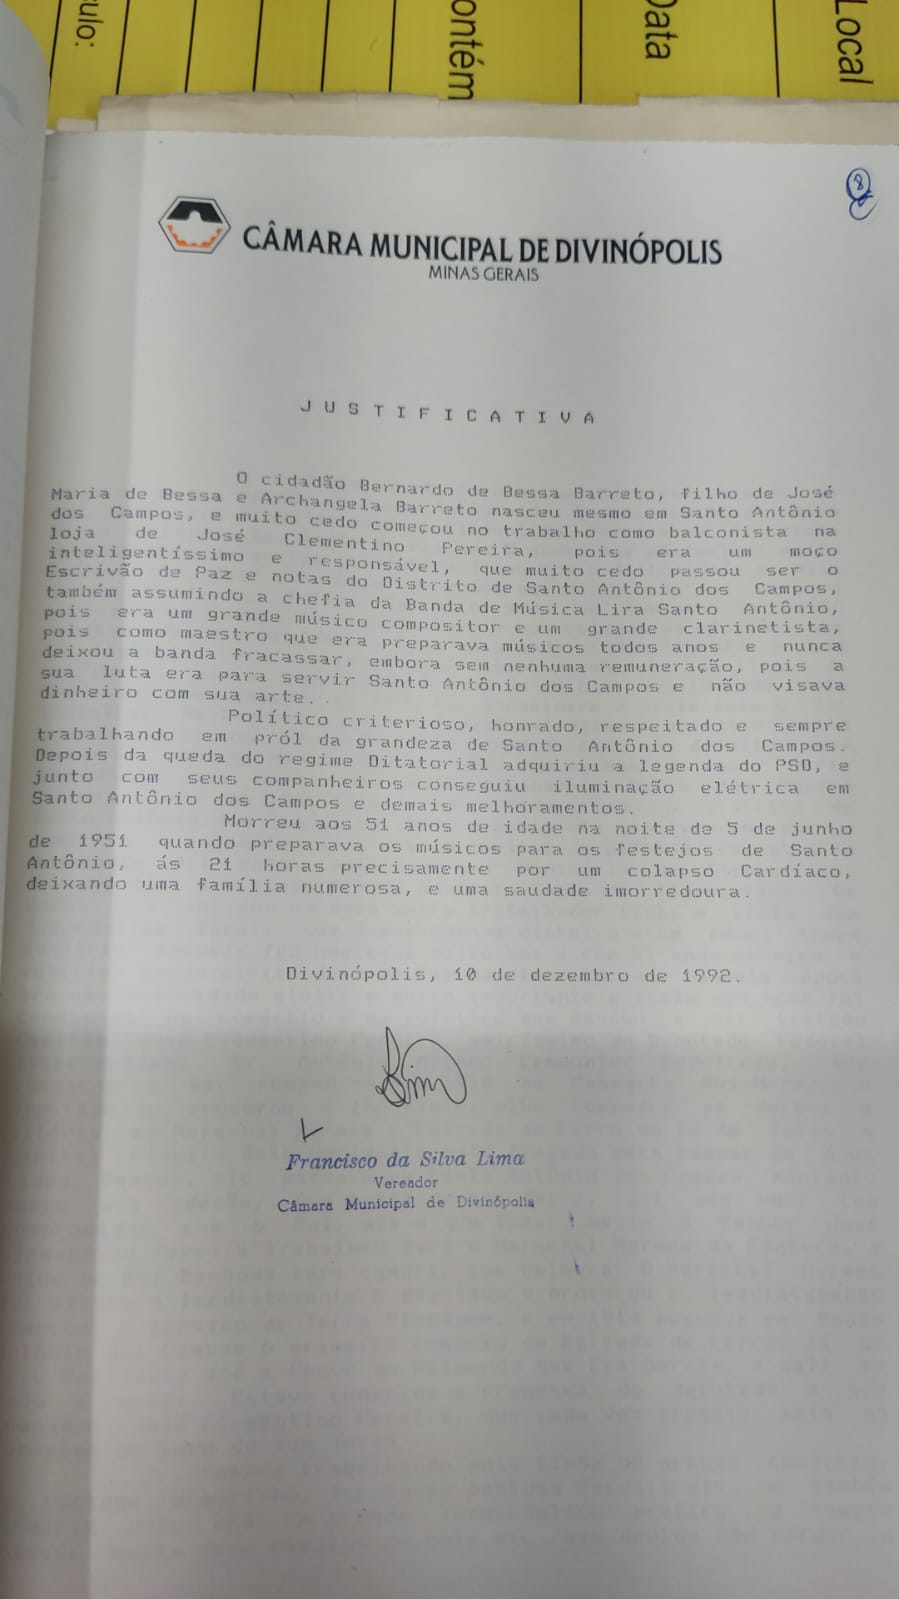 ulo:
ontém
Data
Local
8
CÂMARA MUNICIPAL DE DIVINÓPOLIS
MINAS GERAIS
J U S T I F I C A T I V A
O cidadão Bernardo de Bessa Barreto, filho de José
Maria de Bessa e Archangela Barreto nasceu mesmo em Santo Antônio
dos Campos, e muito cedo começou no trabalho como balconista na
loja de José Clementino Pereira, pois era um moço
inteligentíssimo e responsável, que muito cedo passou ser o
Escrivão de Paz e notas do Distrito de Santo Antônio dos Campos,
também assumindo a chefia da Banda de Música Lira Santo Antônio,
pois era um grande músico compositor e um grande clarinetista,
pois como maestro que era preparava músicos todos anos e nunca
deixou a banda fracassar, embora sem nenhuma remuneração, pois a
sua luta era para servir Santo Antônio dos Campos e não visava
dinheiro com sua arte..
Político criterioso, honrado, respeitado e sempre
trabalhando em pról da grandeza de Santo Antônio dos Campos.
Depois da queda do regime Ditatorial adquiriu a legenda do PSD, e
junto com seus companheiros conseguiu iluminação elétrica em
Santo Antônio dos Campos e demais melhoramentos.
Morreu aos 51 anos de idade na noite de 5 de junho
de 1951 quando preparava os músicos para os festejos de Santo
Antônio, ás 21 horas precisamente por um colapso Cardíaco,
deixando uma família numerosa, e uma saudade imorredoura.
Divinópolis, 10 de dezembro de 1992.
Francisco da Silva Lima
Vereador
Câmara Municipal de Divinópolis